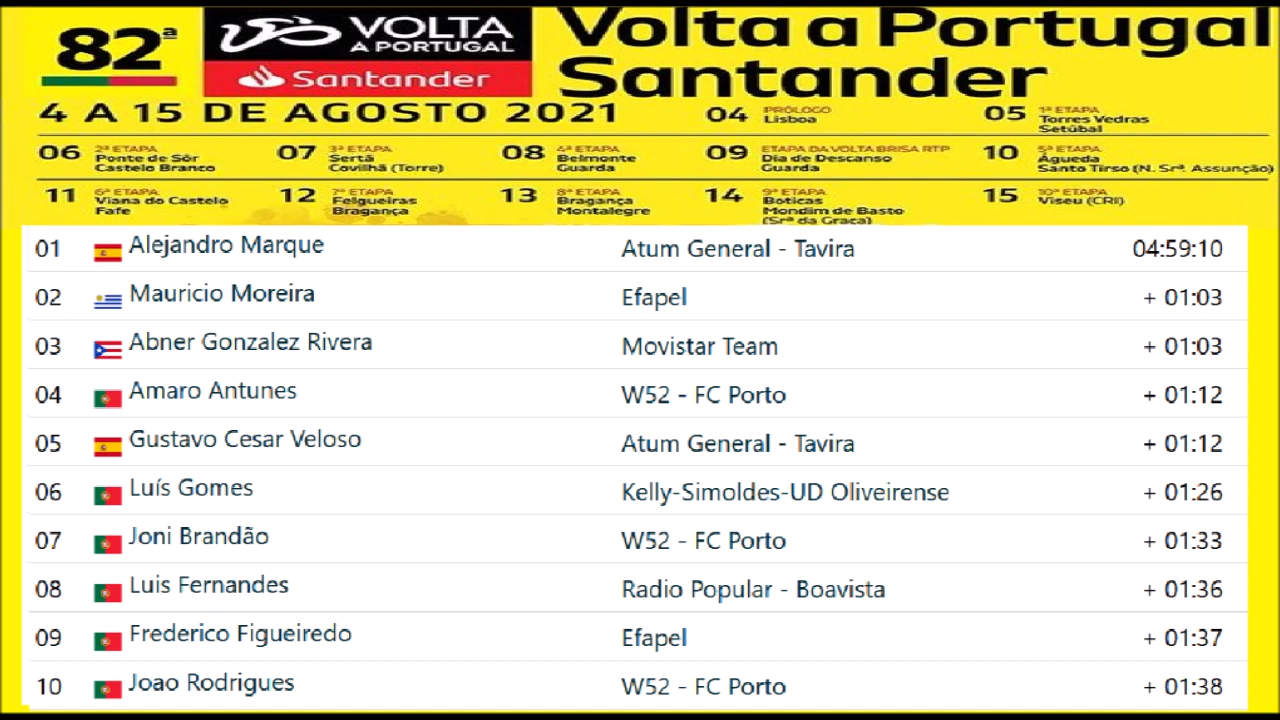 82ª
VOLTA
A PORTUGAL
Santander
Volta a Portugal
Santander
4 A 15 DE AGOSTO 2021
04 PRÓLOGO
Lisboa
05 1ª ETAPA
Torres Vedras
Setúbal
06 2ª ETAPA
Ponte de Sôr
Castelo Branco
07 3ª ETAPA
Sertã
Covilhã (Torre)
08 4ª ETAPA
Belmonte
Guarda
09 ETAPA DA VOLTA BRISA RTP
Dia de Descanso
Guarda
10 5ª ETAPA
Águeda
Santo Tirso (N. Srª. Assunção)
11 6ª ETAPA
Viana do Castelo
Fafe
12 7ª ETAPA
Felgueiras
Bragança
13 8ª ETAPA
Bragança
Montalegre
14 9ª ETAPA
Boticas
Mondim de Basto
(Srª da Graça)
15 10ª ETAPA
Viseu (CRI)
01 Alejandro Marque Atum General - Tavira 04:59:10
02 Mauricio Moreira Efapel + 01:03
03 Abner Gonzalez Rivera Movistar Team + 01:03
04 Amaro Antunes W52 - FC Porto + 01:12
05 Gustavo Cesar Veloso Atum General - Tavira + 01:12
06 Luís Gomes Kelly-Simoldes-UD Oliveirense + 01:26
07 Joni Brandão W52 - FC Porto + 01:33
08 Luis Fernandes Radio Popular - Boavista + 01:36
09 Frederico Figueiredo Efapel + 01:37
10 Joao Rodrigues W52 - FC Porto + 01:38